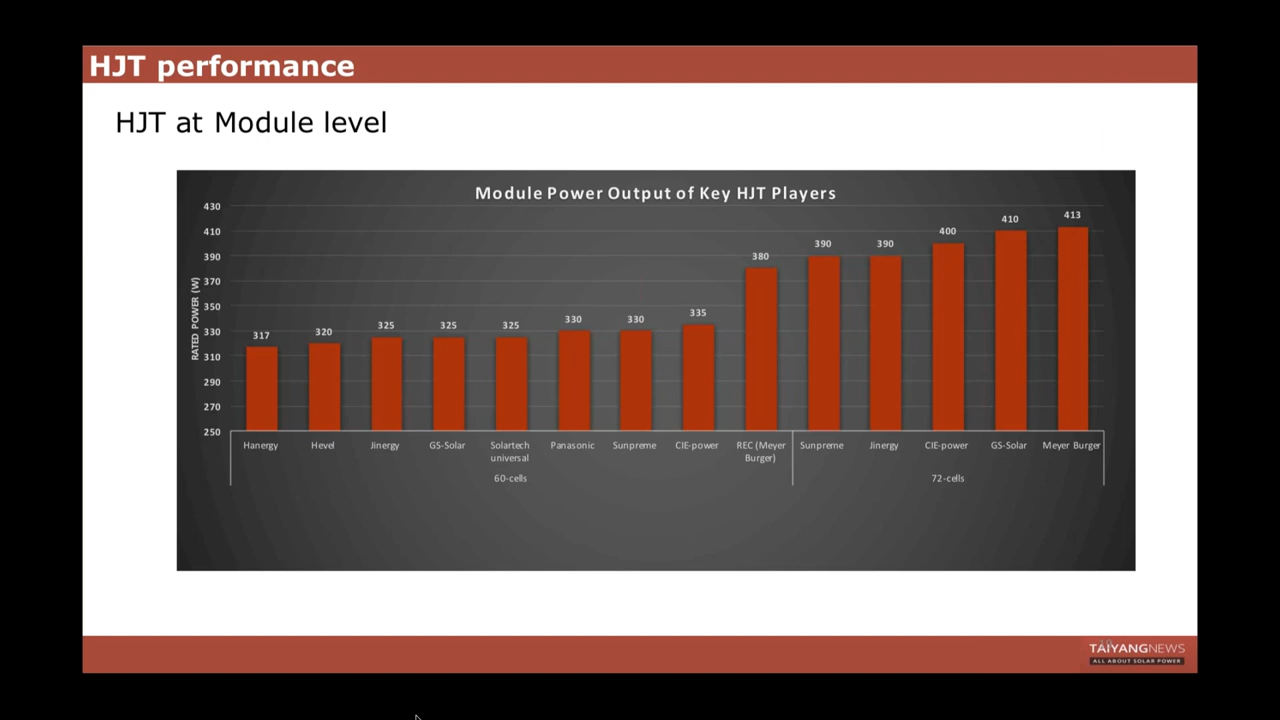 HJT performance
HJT at Module level
Module Power Output of Key HJT Players
RATED POWER (W)
430
410
390
370
350
330
310
290
270
250
317
320
325
325
325
330
330
335
380
390
390
400
410
413
Hanergy
Hevel
Jinergy
GS-Solar
Solartech
universal
Panasonic
Sunpreme
CIE-power
REC (Meyer
Burger)
Sunpreme
Jinergy
CIE-power
GS-Solar
Meyer Burger
60-cells
72-cells
TAIYANGNEWS
ALL ABOUT SOLAR POWER